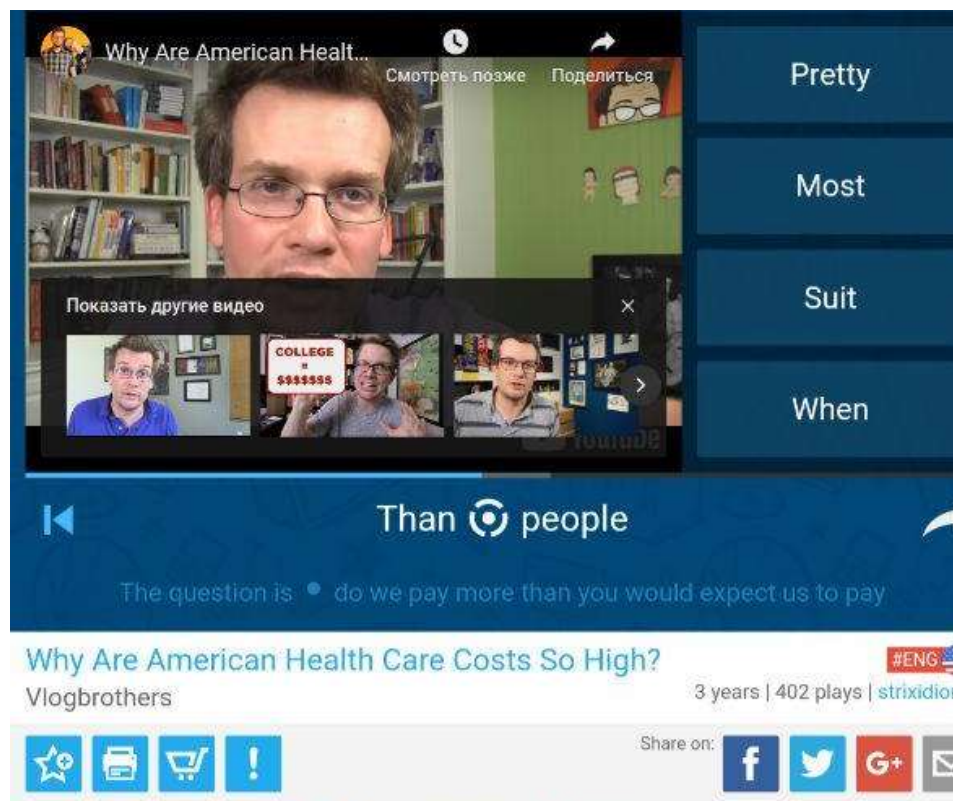 Why Are American Healt...
Смотреть позже
Поделиться
Показать другие видео
COLLEGE
=
$$$$$$$
YouTube
Pretty
Most
Suit
When
Than people
The question is • do we pay more than you would expect us to pay
Why Are American Health Care Costs So High?
#ENG
Vlogbrothers
3 years | 402 plays | strixidion
Share on:
f
G+